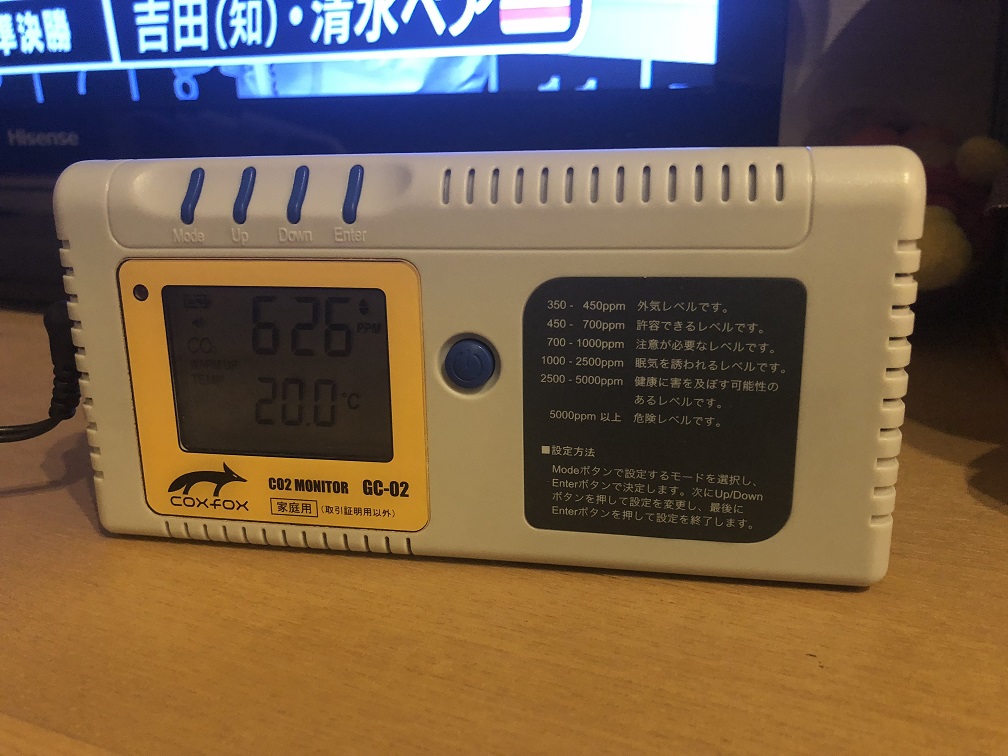 準決勝
吉田(知)・清水ペア
Hisense
Mode Up Down Enter
626 PPM
CO2
TEMP
20.0 °C
COXFOX
CO2 MONITOR GC-02
家庭用 (取引証明用以外)
350 - 450ppm 外気レベルです。
450 - 700ppm 許容できるレベルです。
700 - 1000ppm 注意が必要なレベルです。
1000 - 2500ppm 眠気を誘われるレベルです。
2500 - 5000ppm 健康に害を及ぼす可能性の
あるレベルです。
5000ppm 以上 危険レベルです。
■設定方法
Modeボタンで設定するモードを選択し、
Enterボタンで決定します。次にUp/Down
ボタンを押して設定を変更し、最後に
Enterボタンを押して設定を終了します。